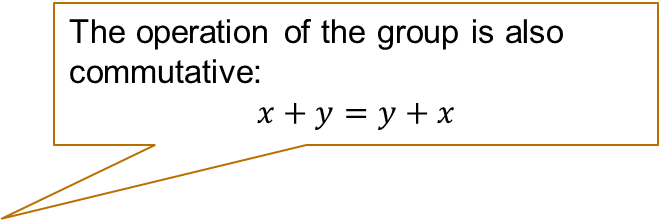 The operation of the group is also
commutative:
𝑥 + 𝑦 = 𝑦 + 𝑥